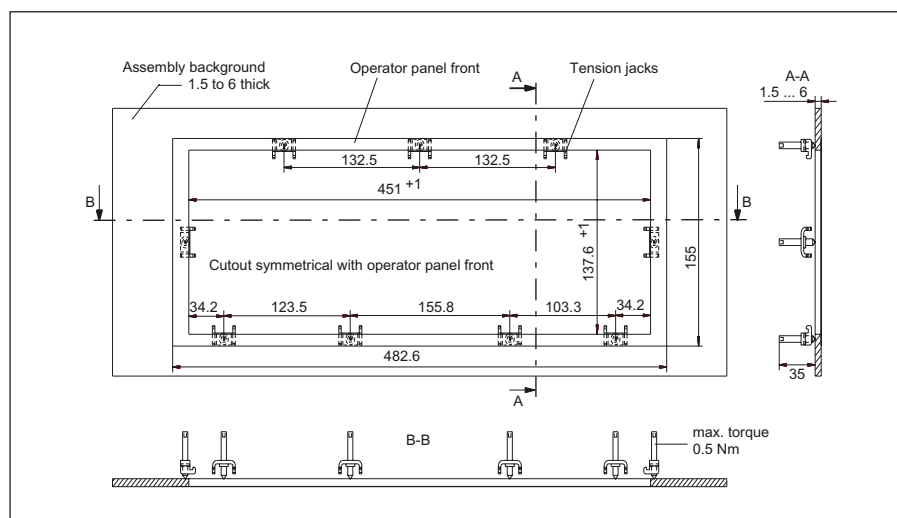 Assembly background
1.5 to 6 thick
Operator panel front
A
Tension jacks
A-A
1.5 ... 6
132.5
132.5
451 +1
B
B
137.6 +1
155
Cutout symmetrical with operator panel front
34.2
123.5
155.8
103.3
34.2
482.6
35
A
B-B
max. torque
0.5 Nm